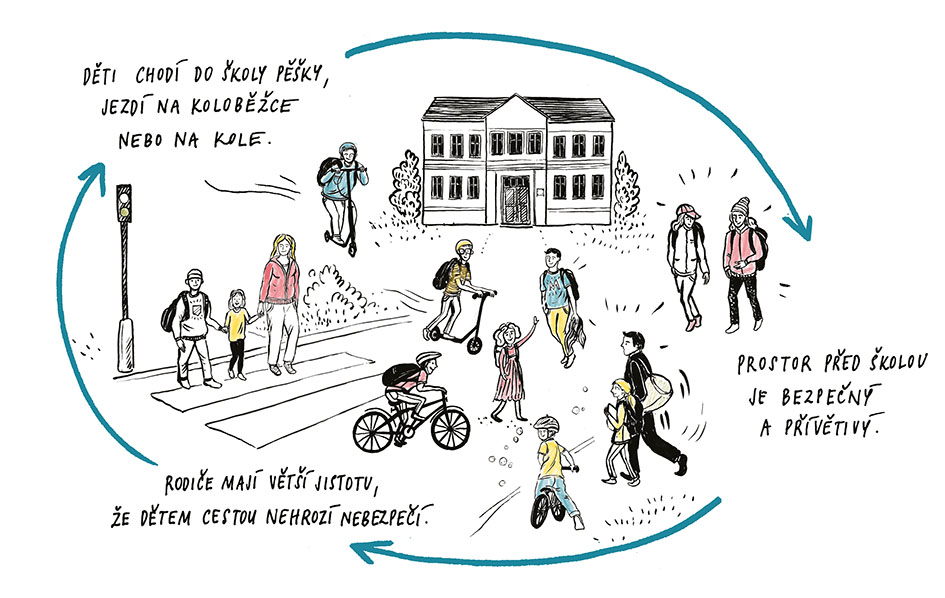 DĚTI CHODÍ DO ŠKOLY PĚŠKY,
JEZDÍ NA KOLOBĚŽCE
NEBO NA KOLE.
PROSTOR PŘED ŠKOLOU
JE BEZPEČNÝ
A PŘÍVĚTIVÝ.
RODIČE MAJÍ VĚTŠÍ JISTOTU,
ŽE DĚTEM CESTOU NEHROZÍ NEBEZPEČÍ.